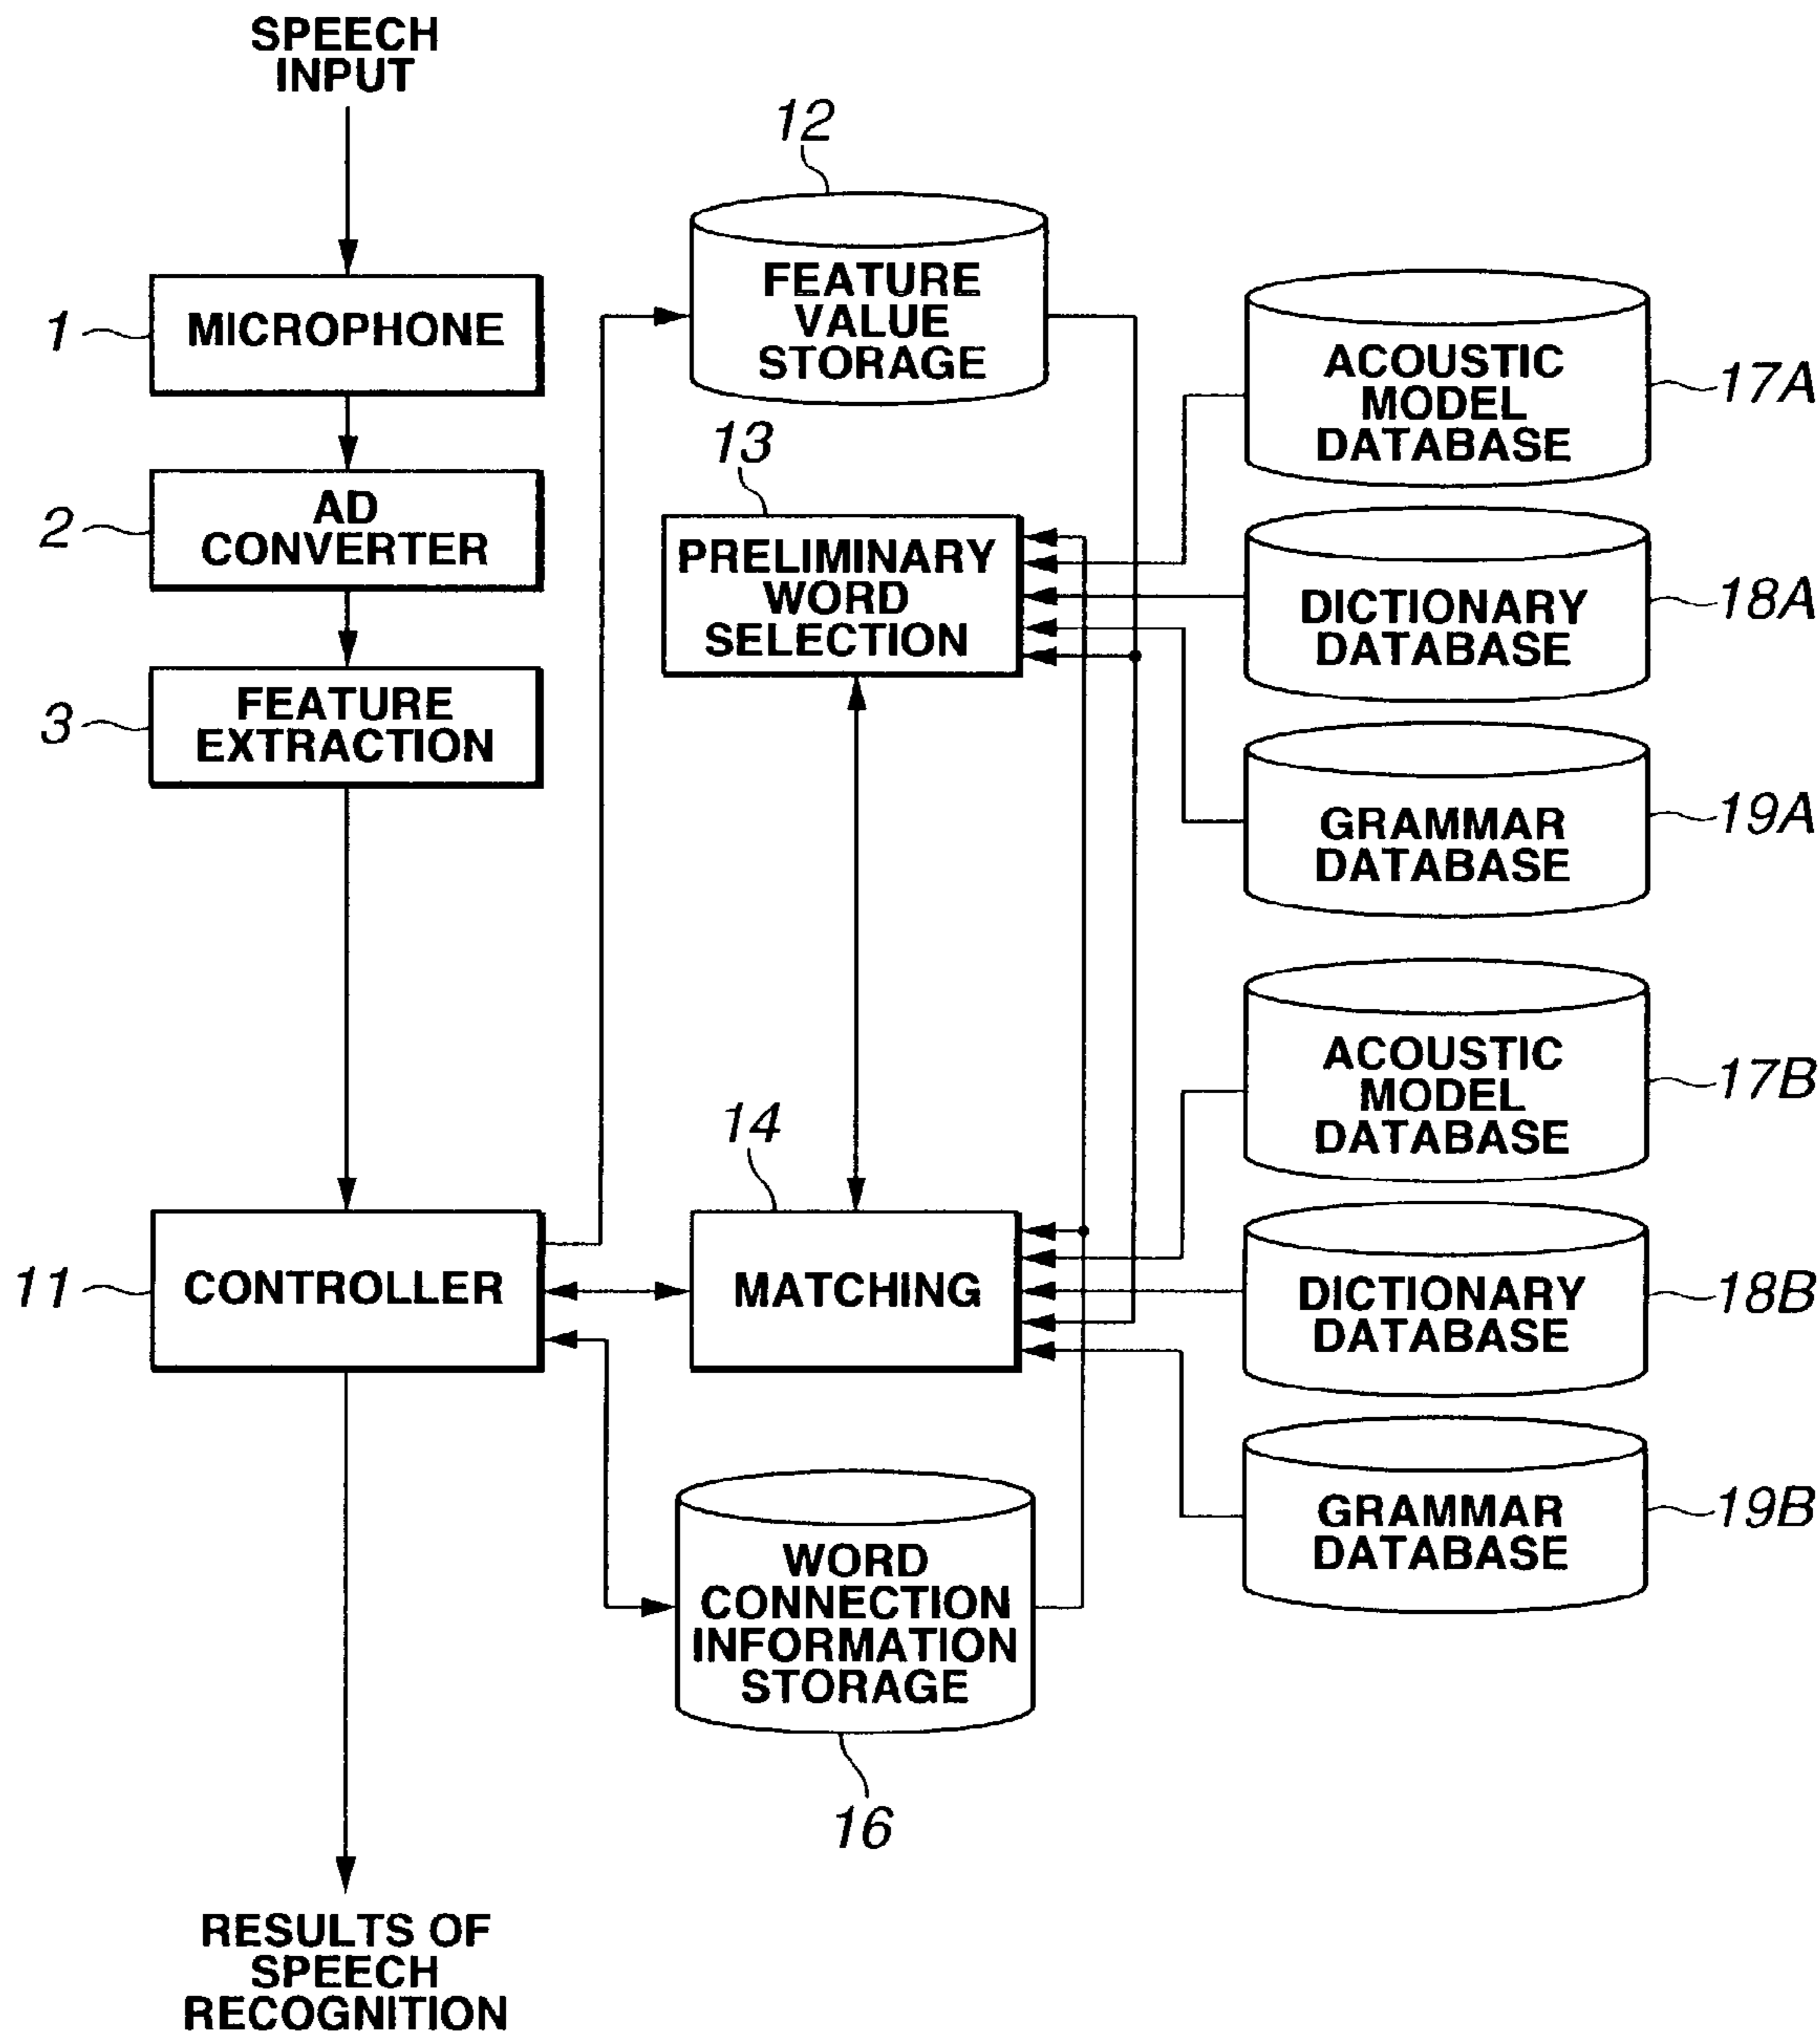 SPEECH
INPUT
1
MICROPHONE
2
AD
CONVERTER
3
FEATURE
EXTRACTION
11
CONTROLLER
RESULTS OF
SPEECH
RECOGNITION
12
FEATURE
VALUE
STORAGE
13
PRELIMINARY
WORD
SELECTION
14
MATCHING
WORD
CONNECTION
INFORMATION
STORAGE
16
ACOUSTIC
MODEL
DATABASE
17A
DICTIONARY
DATABASE
18A
GRAMMAR
DATABASE
19A
ACOUSTIC
MODEL
DATABASE
17B
DICTIONARY
DATABASE
18B
GRAMMAR
DATABASE
19B